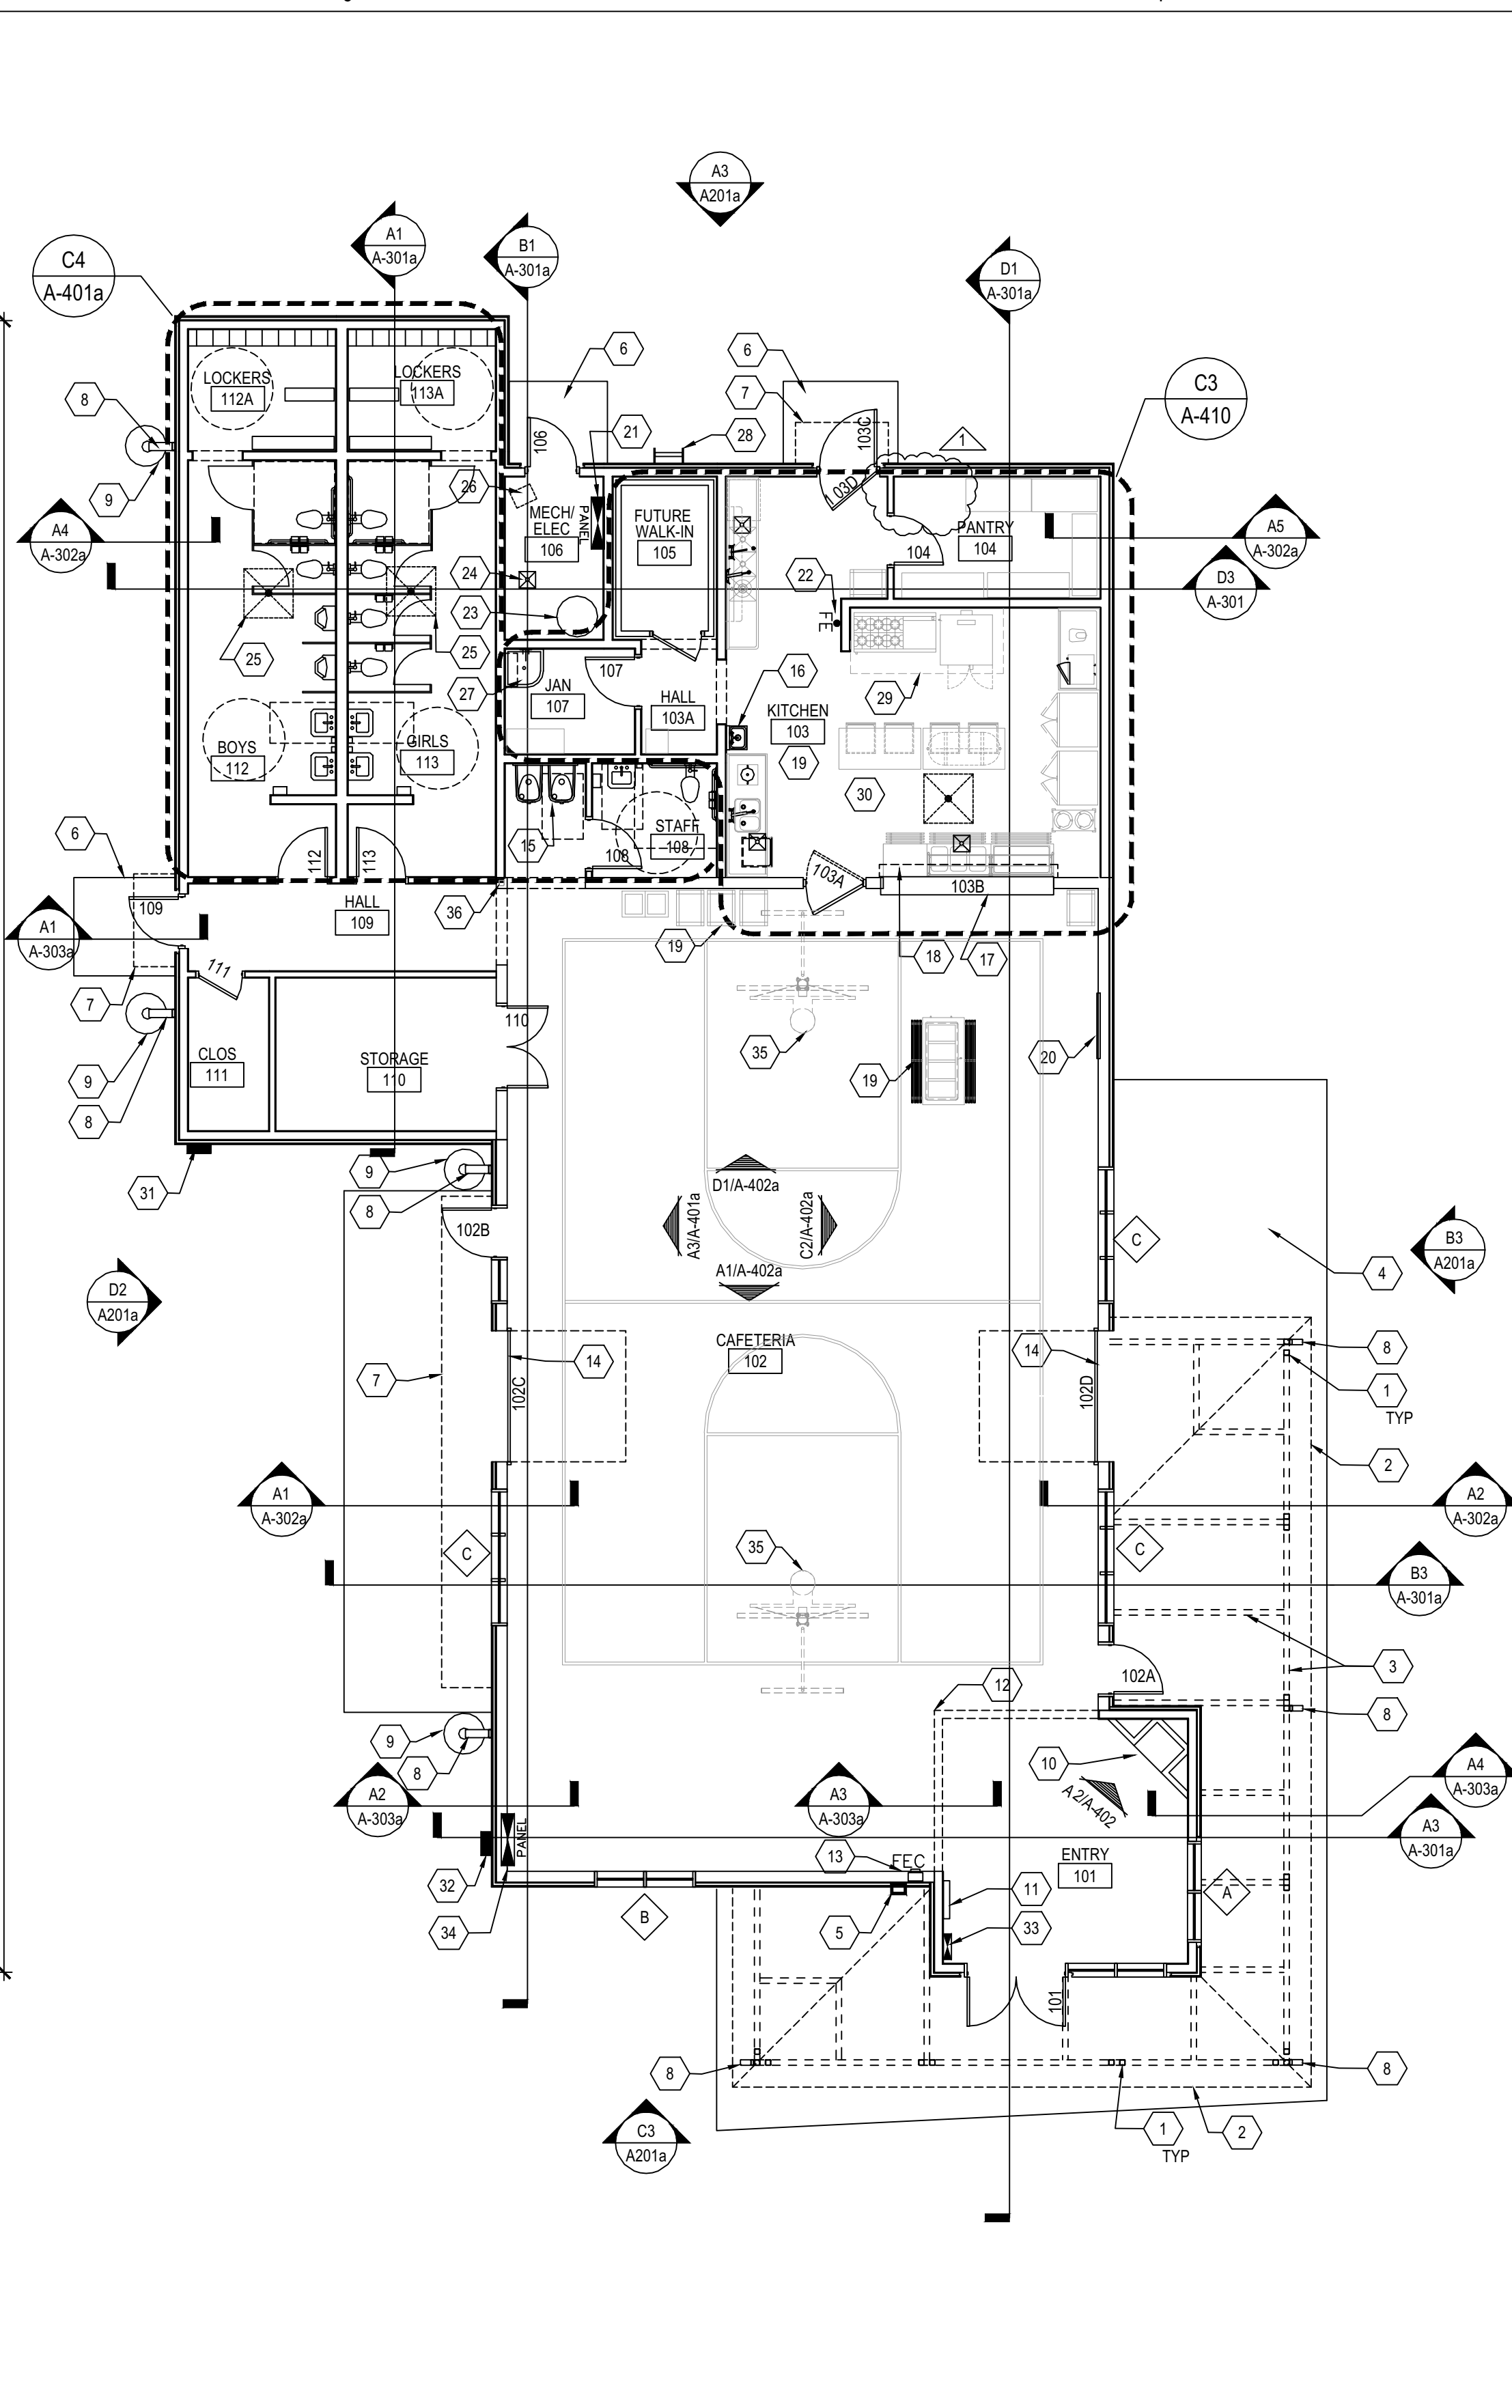 A3
A201a
A1
A-301a
B1
A-301a
D1
A-301a
C4
A-401a
6
6
7
C3
A-410
8
LOCKERS
112A
LOCKERS
113A
21
28
106
103C
1
9
26
103D
A4
A-302a
MECH/
ELEC
106
PANEL
FUTURE
WALK-IN
105
PANTRY
104
104
A5
A-302a
24
22
D3
A-301
23
FE
25
25
27
107
JAN
107
HALL
103A
16
29
KITCHEN
103
19
BOYS
112
GIRLS
113
30
6
15
STAFF
108
108
112
113
103A
103B
109
HALL
109
36
A1
A-303a
19
18
17
111
7
110
35
19
20
9
CLOS
111
STORAGE
110
8
9
31
8
D1/A-402a
A3/A-401a
C2/A-402a
102B
C
B3
A201a
A1/A-402a
4
D2
A201a
CAFETERIA
102
14
14
8
7
102C
102D
1
TYP
2
A1
A-302a
A2
A-302a
C
35
C
B3
A-301a
3
102A
12
8
9
8
10
A2
A-303a
A3
A-303a
A2/A-402
A4
A-303a
A3
A-301a
PANEL
13
FEC
ENTRY
101
32
11
A
34
B
5
33
101
8
8
C3
A201a
1
TYP
2